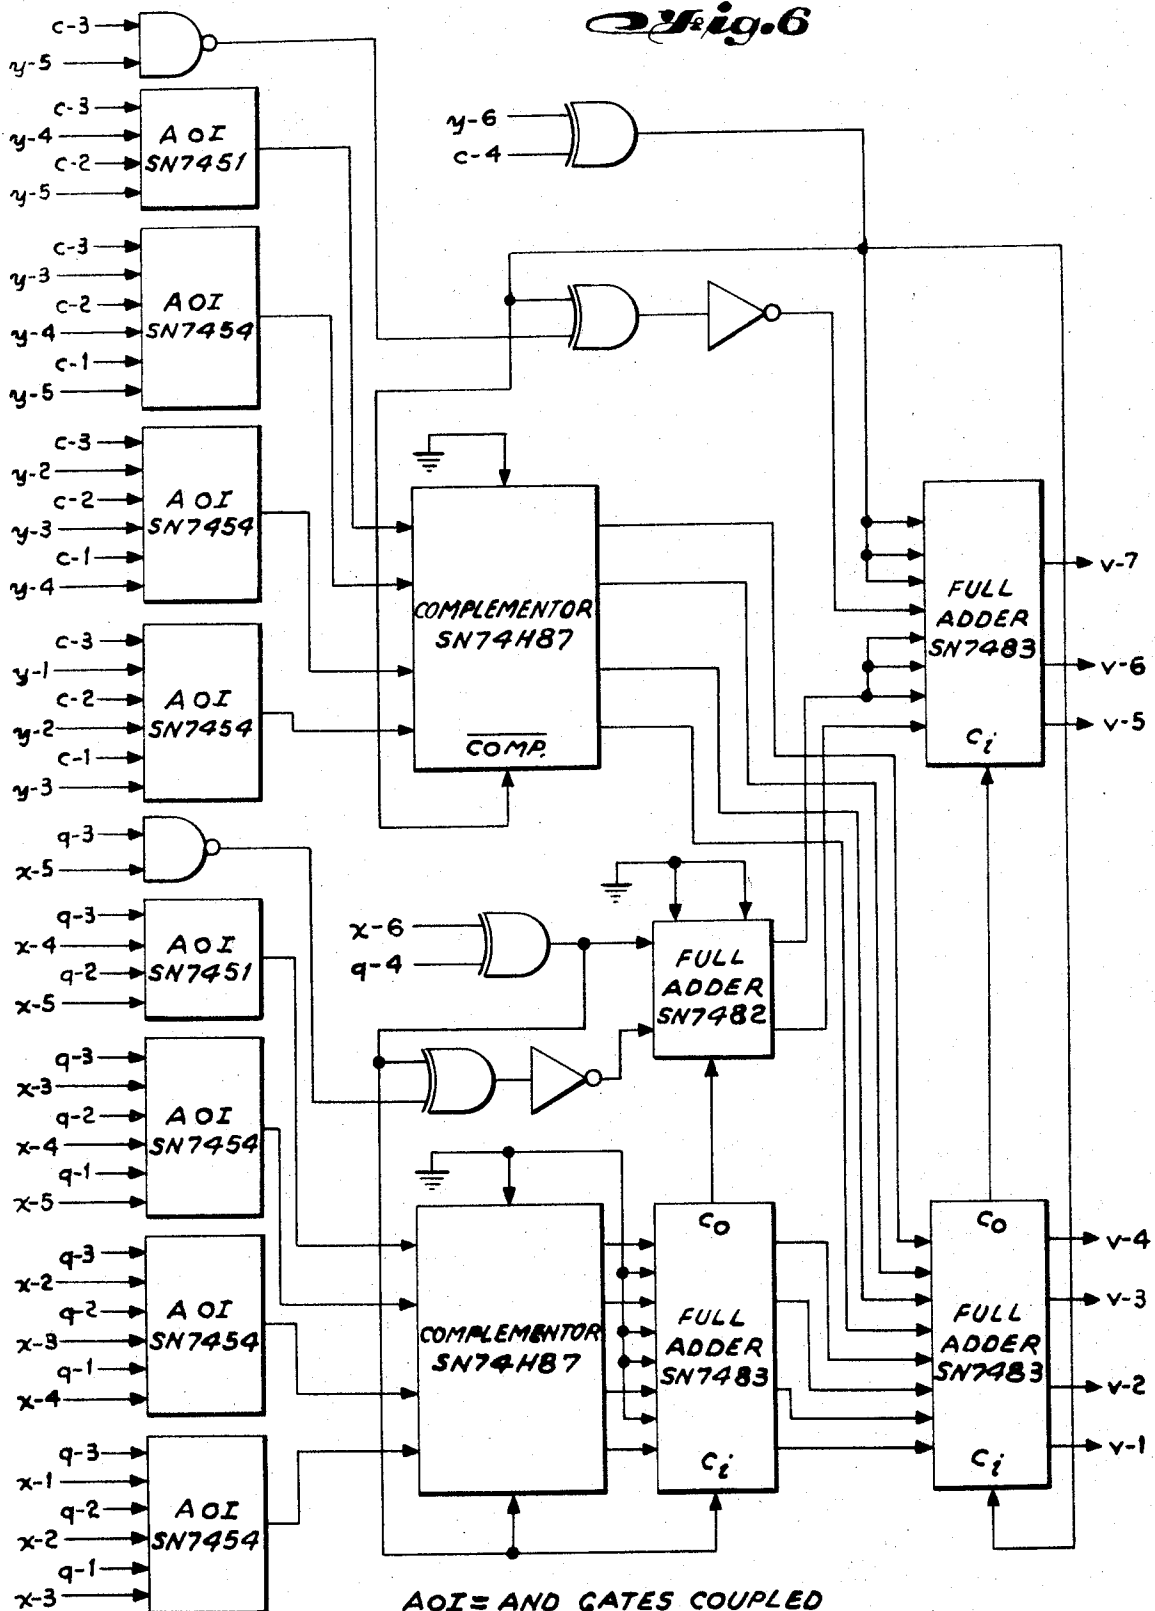 Fig.6
c-3
y-5
c-3
y-4
c-2
y-5
AOI
SN7451
y-6
c-4
c-3
y-3
c-2
y-4
c-1
y-5
AOI
SN7454
c-3
y-2
c-2
y-3
c-1
y-4
AOI
SN7454
COMPLEMENTOR
SN74H87
COMP.
FULL
ADDER
SN7483
Ci
v-7
v-6
v-5
c-3
y-1
c-2
y-2
c-1
y-3
AOI
SN7454
q-3
x-5
q-3
x-4
q-2
x-5
AOI
SN7451
x-6
q-4
FULL
ADDER
SN7482
q-3
x-3
q-2
x-4
q-1
x-5
AOI
SN7454
q-3
x-2
q-2
x-3
q-1
x-4
AOI
SN7454
COMPLEMENTOR
SN74H87
CO
FULL
ADDER
SN7483
Ci
CO
FULL
ADDER
SN7483
Ci
v-4
v-3
v-2
v-1
q-3
x-1
q-2
x-2
q-1
x-3
AOI
SN7454
AOI = AND GATES COUPLED